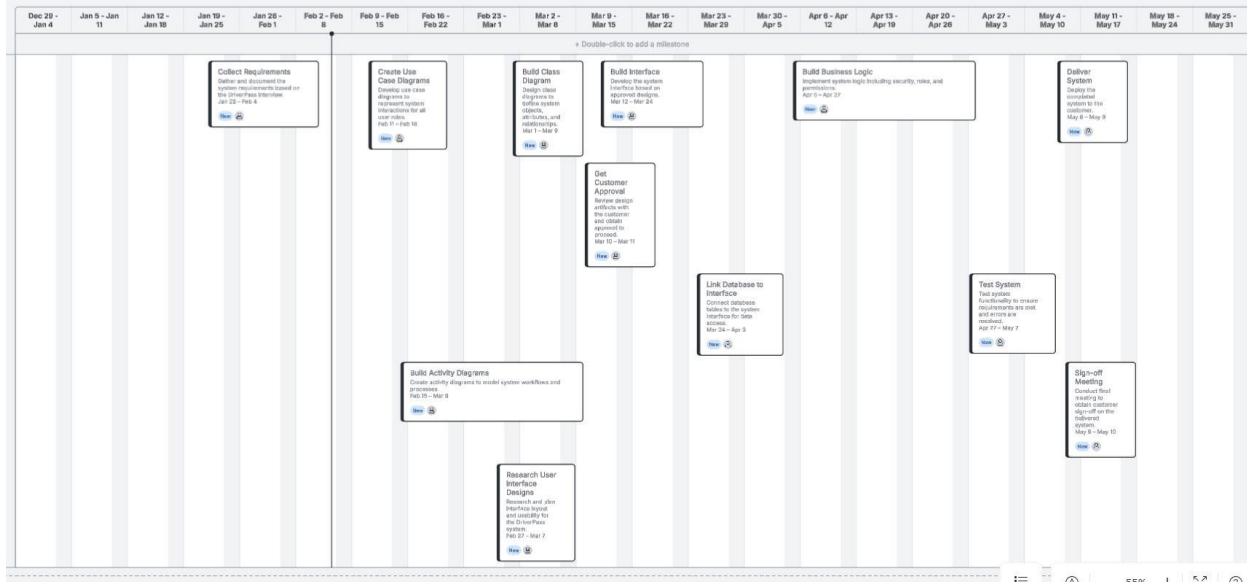 Dec 29 -
Jan 4
Jan 5 - Jan
11
Jan 12 -
Jan 18
Jan 19 -
Jan 25
Jan 26 -
Feb 1
Feb 2 - Feb
8
Feb 9 - Feb
15
Feb 16 -
Feb 22
Feb 23 -
Mar 1
Mar 2 -
Mar 8
Mar 9 -
Mar 15
Mar 16 -
Mar 22
Mar 23 -
Mar 29
Mar 30 -
Apr 5
Apr 6 - Apr
12
Apr 13 -
Apr 19
Apr 20 -
Apr 26
Apr 27 -
May 3
May 4 -
May 10
May 11 -
May 17
May 18 -
May 24
May 25 -
May 31
+ Double-click to add a milestone
Collect Requirements
Gather and document the
system requirements based on
the DriverPass interview.
Jan 22 – Feb 4
New
Create Use
Case Diagrams
Develop use case
diagrams to
represent system
interactions for all
user roles.
Feb 11 – Feb
New
Build Class
Diagram
Design class
diagrams to
define system
objects,
attributes, and
relationships.
Mar 1 – Mar 9
New
Build Interface
Develop the system
interface based on
approved designs.
Mar 12 – Mar 24
New
Build Business Logic
Implement system logic including security, roles, and
permissions.
Apr – Apr 27
New
Deliver
System
Deploy the
completed
system to the
customer.
May – May 9
New
Get
Customer
Approval
Review design
artifacts with
the customer
and obtain
approval to
proceed.
Mar 10 – Mar 11
New
Link Database to
Interface
Connect database
tables to the system
interface for
access.
Mar 24 – Apr 3
New
Test System
Test system
functionality to ensure
requirements are met
and errors are
resolved.
Apr 27 – May 7
New
Build Activity Diagrams
Create activity diagrams to model system workflows and
processes.
Feb 15 – Mar 9
New
Sign-off
Meeting
Conduct final
meeting to
obtain customer
sign-off on the
delivered
system.
May – May 10
New
Research User
Interface
Designs
Research and plan
interface layout
and usability for
the DriverPass
system.
Feb 27 – Mar 7
New
55%